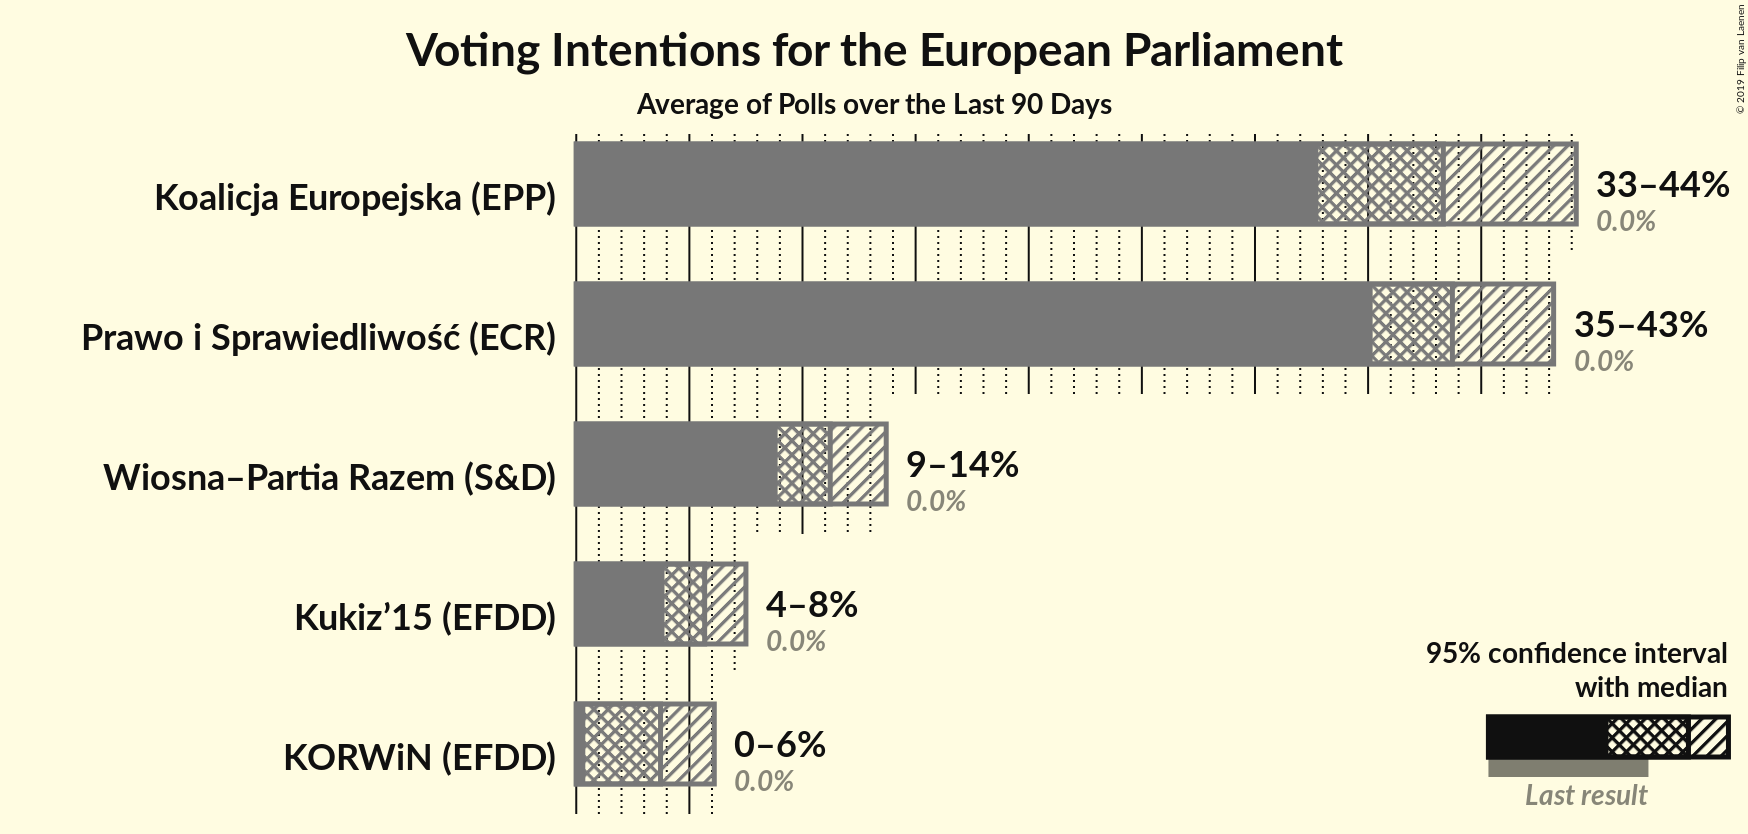 Voting Intentions for the European Parliament
Average of Polls over the Last 90 Days
© 2019 Filip van Laenen
Koalicja Europejska (EPP)
33–44%
0.0%
Prawo i Sprawiedliwość (ECR)
35–43%
0.0%
Wiosna–Partia Razem (S&D)
9–14%
0.0%
Kukiz’15 (EFDD)
4–8%
0.0%
KORWiN (EFDD)
0–6%
0.0%
95% confidence interval
with median
Last result